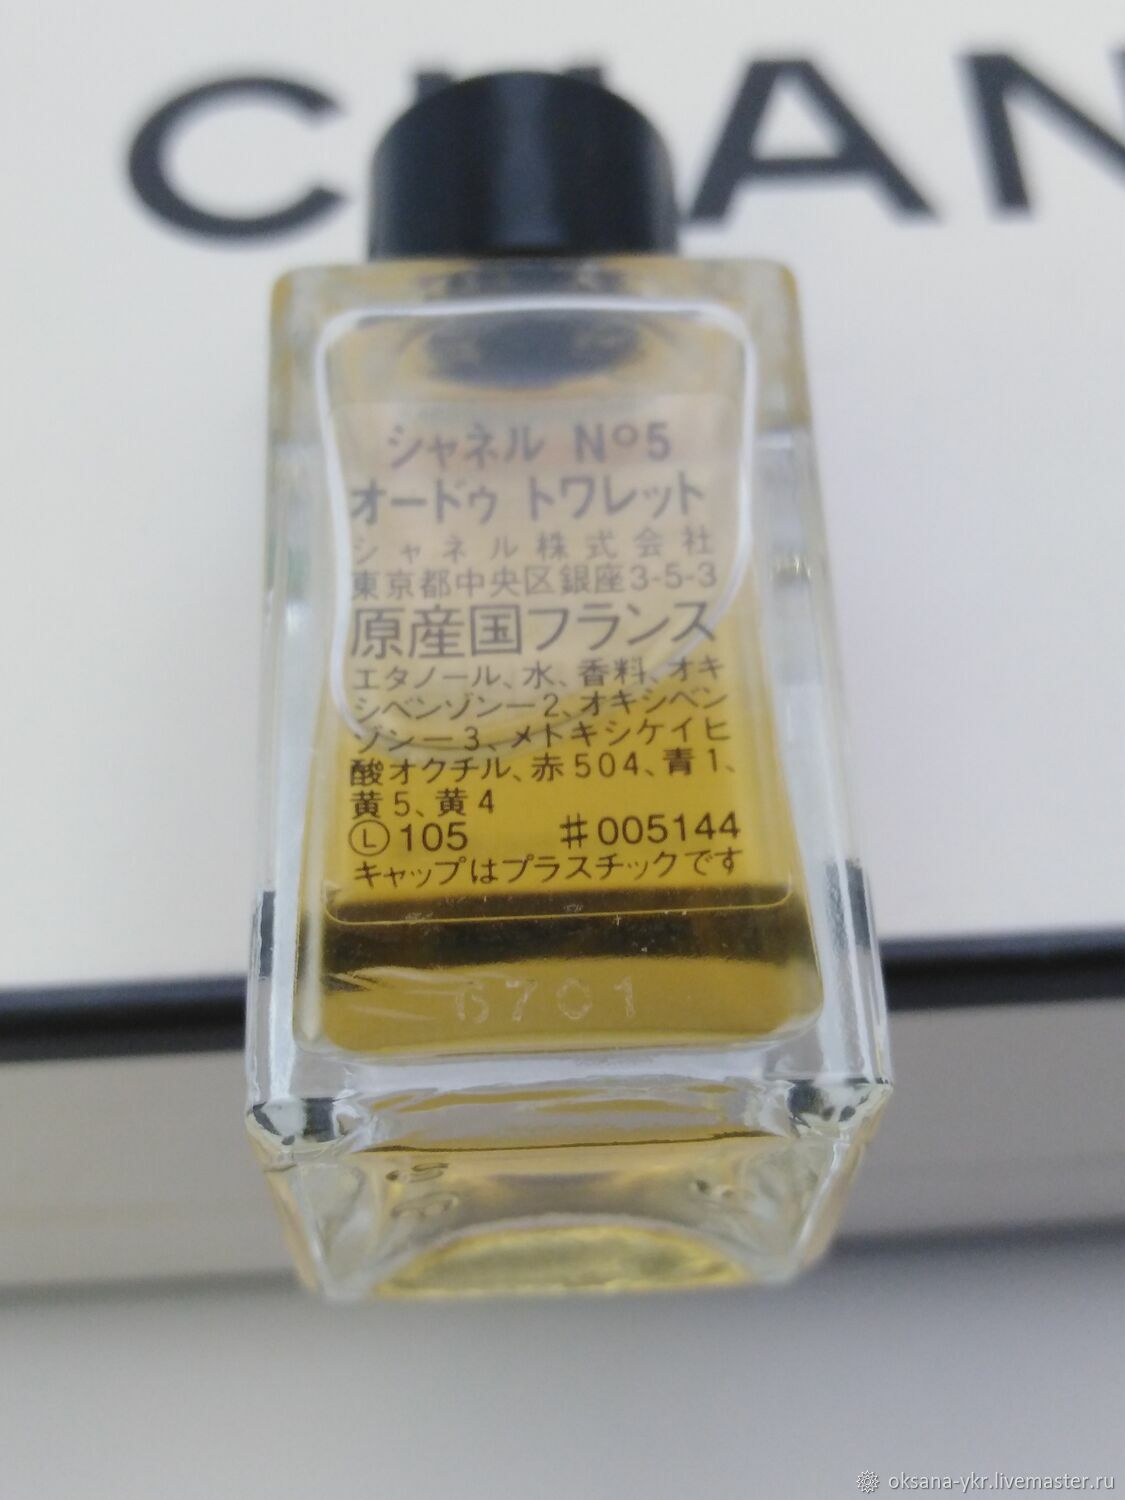 CHAN
シャネル N°5
オードゥ トワレット
シャネル株式会社
東京都中央区銀座3-5-3
原産国フランス
エタノール、水、香料、オキ
シベンゾン－2、オキシベン
ゾン－3、メトキシケイヒ
酸オクチル、赤504、青1、
黄5、黄4
Ⓛ105 #005144
キャップはプラスチックです
6701
oksana-ykr.livemaster.ru